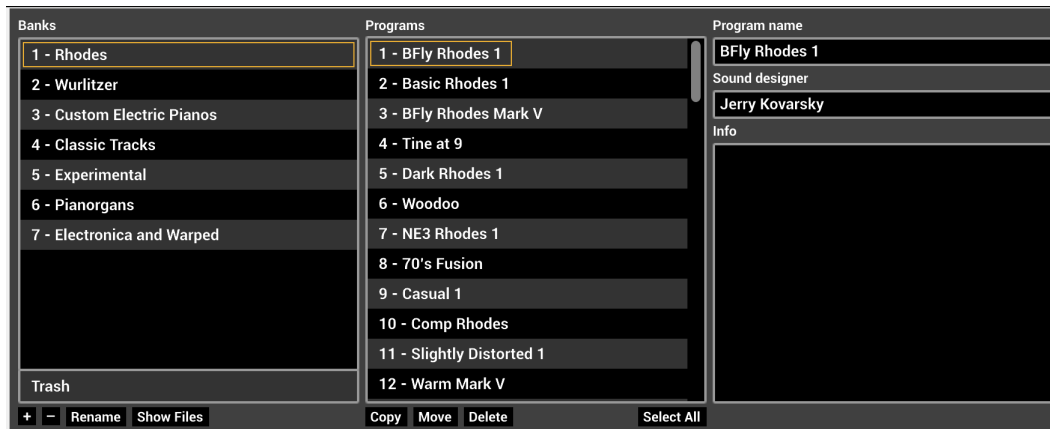 Banks
1 - Rhodes
2 - Wurlitzer
3 - Custom Electric Pianos
4 - Classic Tracks
5 - Experimental
6 - Pianorgans
7 - Electronica and Warped
Trash
+ − Rename Show Files
Programs
1 - BFly Rhodes 1
2 - Basic Rhodes 1
3 - BFly Rhodes Mark V
4 - Tine at 9
5 - Dark Rhodes 1
6 - Woodoo
7 - NE3 Rhodes 1
8 - 70's Fusion
9 - Casual 1
10 - Comp Rhodes
11 - Slightly Distorted 1
12 - Warm Mark V
Copy Move Delete Select All
Program name
BFly Rhodes 1
Sound designer
Jerry Kovarsky
Info